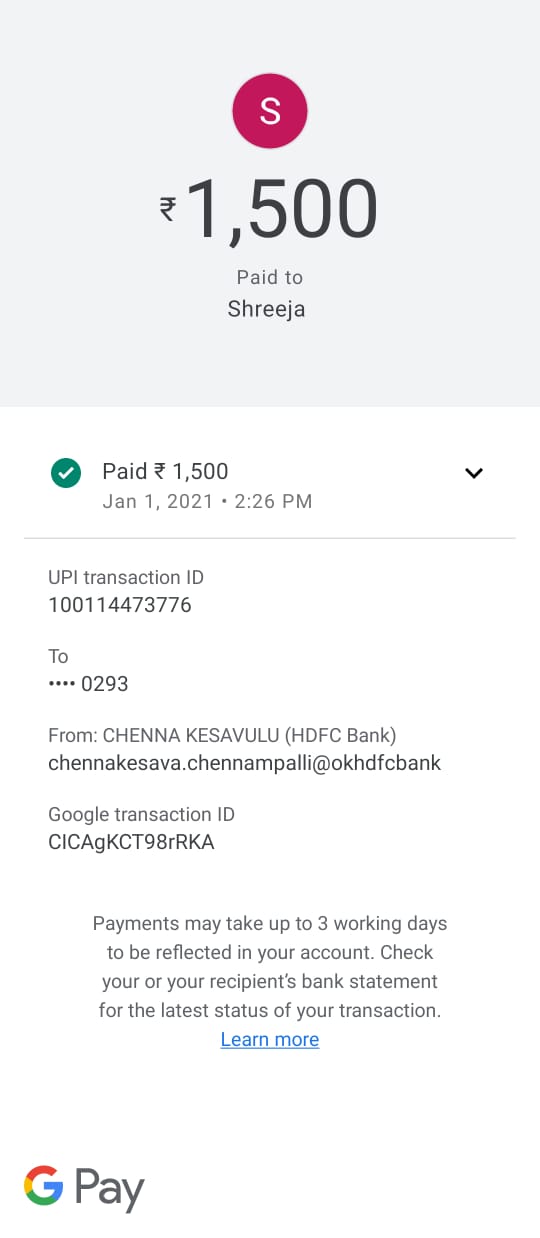 S
₹1,500
Paid to
Shreeja
Paid ₹ 1,500
Jan 1, 2021 • 2:26 PM
UPI transaction ID
100114473776
To
•••• 0293
From: CHENNA KESAVULU (HDFC Bank)
chennakesava.chennampalli@okhdfcbank
Google transaction ID
CICAgKCT98rRKA
Payments may take up to 3 working days
to be reflected in your account. Check
your or your recipient's bank statement
for the latest status of your transaction.
Learn more
G Pay